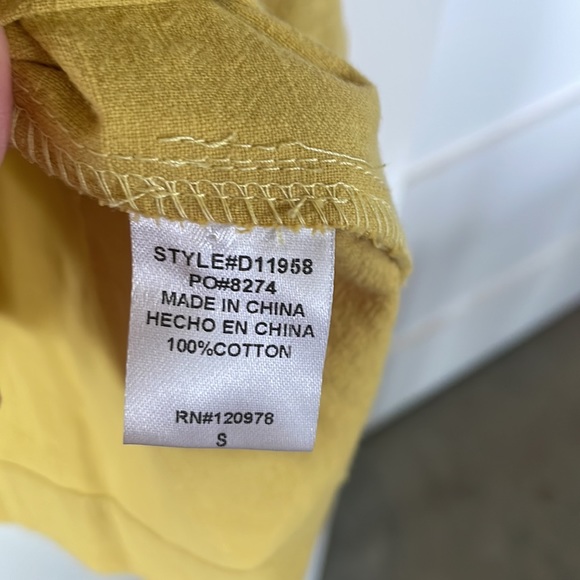 STYLE#D11958
PO#8274
MADE IN CHINA
HECHO EN CHINA
100%COTTON
RN#120978
S